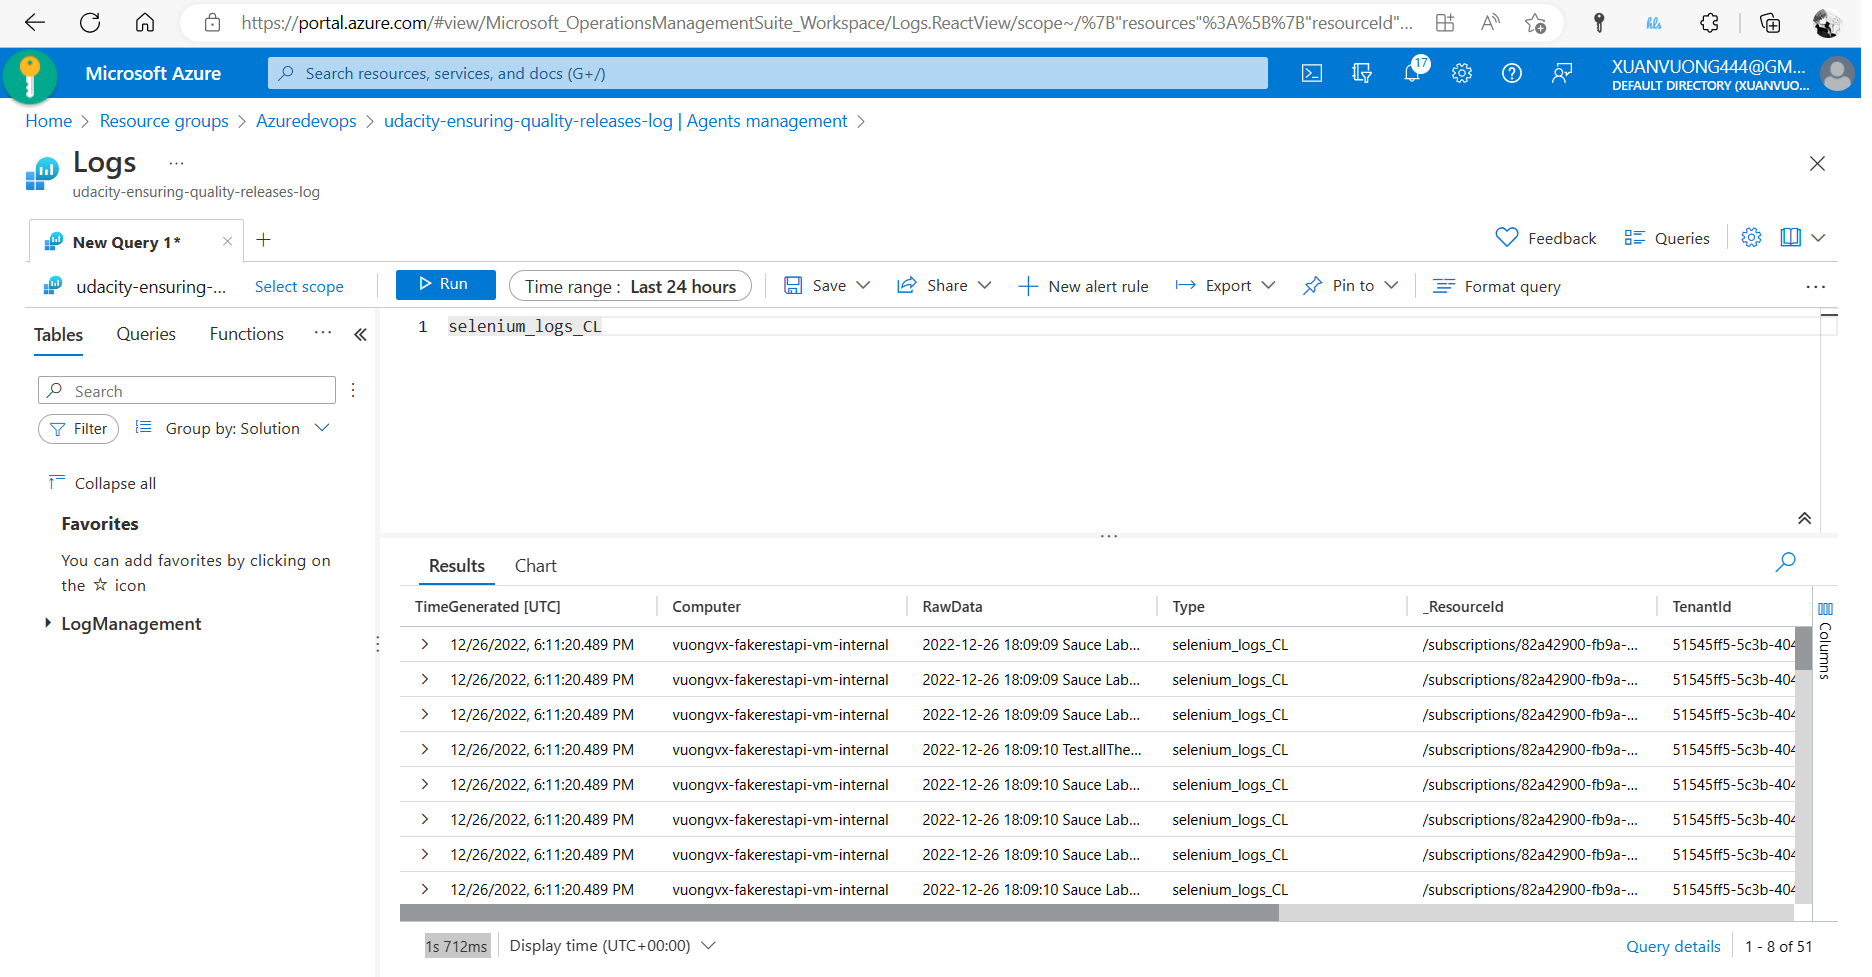 https://portal.azure.com/#view/Microsoft_OperationsManagementSuite_Workspace/Logs.ReactView/scope~/%7B"resources"%3A%5B%7B"resourceId"...
Microsoft Azure
Search resources, services, and docs (G+/)
17
XUANVUONG444@GM...
DEFAULT DIRECTORY (XUANVUO...
Home > Resource groups > Azuredevops > udacity-ensuring-quality-releases-log | Agents management >
Logs ...
udacity-ensuring-quality-releases-log
New Query 1*
Feedback
Queries
udacity-ensuring-...
Select scope
Run
Time range : Last 24 hours
Save
Share
New alert rule
Export
Pin to
Format query
Tables
Queries
Functions
1 selenium_logs_CL
Search
Filter
Group by: Solution
Collapse all
Favorites
You can add favorites by clicking on
the ☆ icon
LogManagement
Results
Chart
TimeGenerated [UTC] Computer RawData Type _ResourceId TenantId
12/26/2022, 6:11:20.489 PM vuongvx-fakerestapi-vm-internal 2022-12-26 18:09:09 Sauce Lab... selenium_logs_CL /subscriptions/82a42900-fb9a-... 51545ff5-5c3b-404
12/26/2022, 6:11:20.489 PM vuongvx-fakerestapi-vm-internal 2022-12-26 18:09:09 Sauce Lab... selenium_logs_CL /subscriptions/82a42900-fb9a-... 51545ff5-5c3b-404
12/26/2022, 6:11:20.489 PM vuongvx-fakerestapi-vm-internal 2022-12-26 18:09:09 Sauce Lab... selenium_logs_CL /subscriptions/82a42900-fb9a-... 51545ff5-5c3b-404
12/26/2022, 6:11:20.489 PM vuongvx-fakerestapi-vm-internal 2022-12-26 18:09:10 Test.allThe... selenium_logs_CL /subscriptions/82a42900-fb9a-... 51545ff5-5c3b-404
12/26/2022, 6:11:20.489 PM vuongvx-fakerestapi-vm-internal 2022-12-26 18:09:10 Sauce Lab... selenium_logs_CL /subscriptions/82a42900-fb9a-... 51545ff5-5c3b-404
12/26/2022, 6:11:20.489 PM vuongvx-fakerestapi-vm-internal 2022-12-26 18:09:10 Sauce Lab... selenium_logs_CL /subscriptions/82a42900-fb9a-... 51545ff5-5c3b-404
12/26/2022, 6:11:20.489 PM vuongvx-fakerestapi-vm-internal 2022-12-26 18:09:10 Sauce Lab... selenium_logs_CL /subscriptions/82a42900-fb9a-... 51545ff5-5c3b-404
12/26/2022, 6:11:20.489 PM vuongvx-fakerestapi-vm-internal 2022-12-26 18:09:10 Sauce Lab... selenium_logs_CL /subscriptions/82a42900-fb9a-... 51545ff5-5c3b-404
Columns
1s 712ms
Display time (UTC+00:00)
Query details
1 - 8 of 51